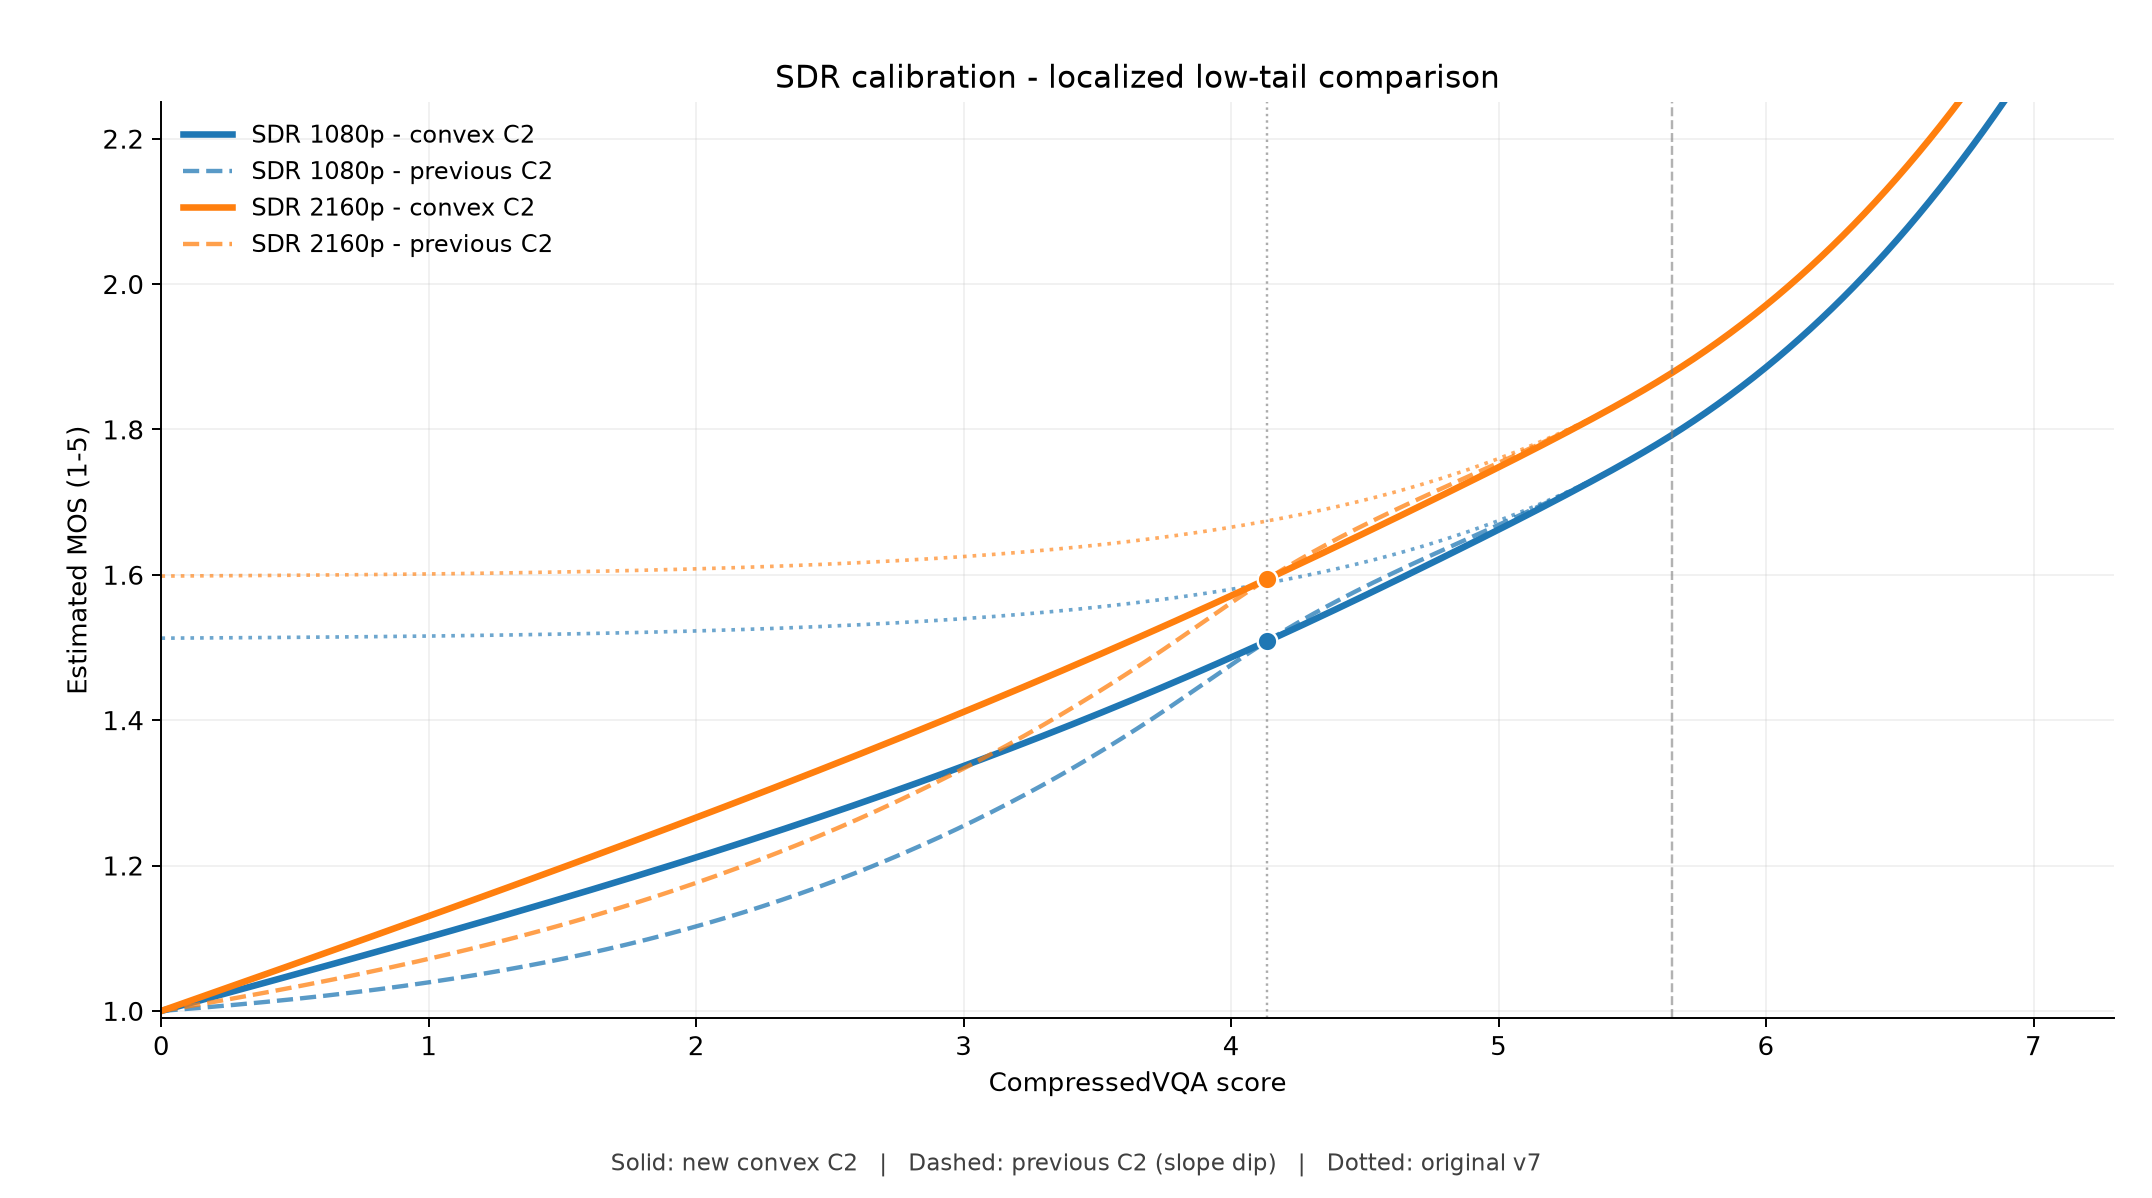 SDR calibration - localized low-tail comparison
SDR 1080p - convex C2
SDR 1080p - previous C2
SDR 2160p - convex C2
SDR 2160p - previous C2
Estimated MOS (1-5)
2.2
2.0
1.8
1.6
1.4
1.2
1.0
0 1 2 3 4 5 6 7
CompressedVQA score
Solid: new convex C2 | Dashed: previous C2 (slope dip) | Dotted: original v7